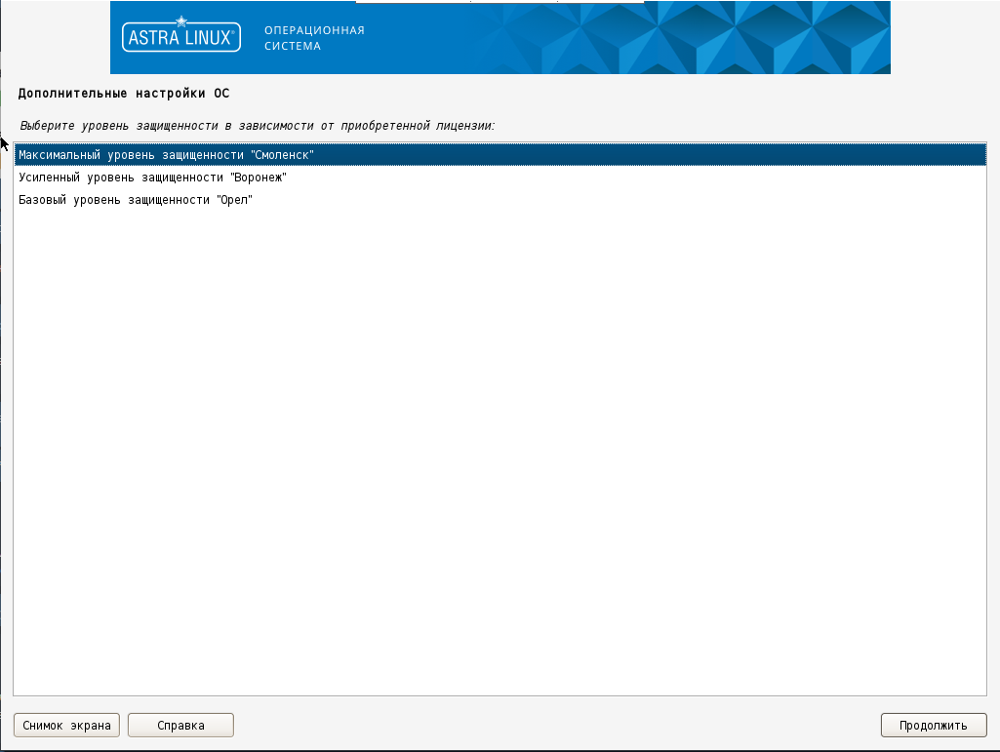 ASTRA LINUX®
ОПЕРАЦИОННАЯ
СИСТЕМА
Дополнительные настройки ОС
Выберите уровень защищенности в зависимости от приобретенной лицензии:
Максимальный уровень защищенности "Смоленск"
Усиленный уровень защищенности "Воронеж"
Базовый уровень защищенности "Орел"
Снимок экрана
Справка
Продолжить